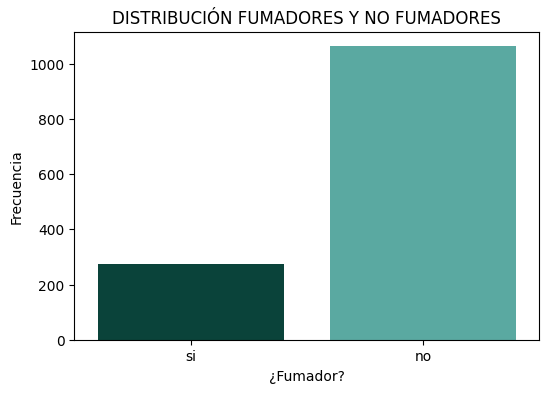 DISTRIBUCIÓN FUMADORES Y NO FUMADORES
1000
800
600
400
200
0
Frecuencia
si
no
¿Fumador?